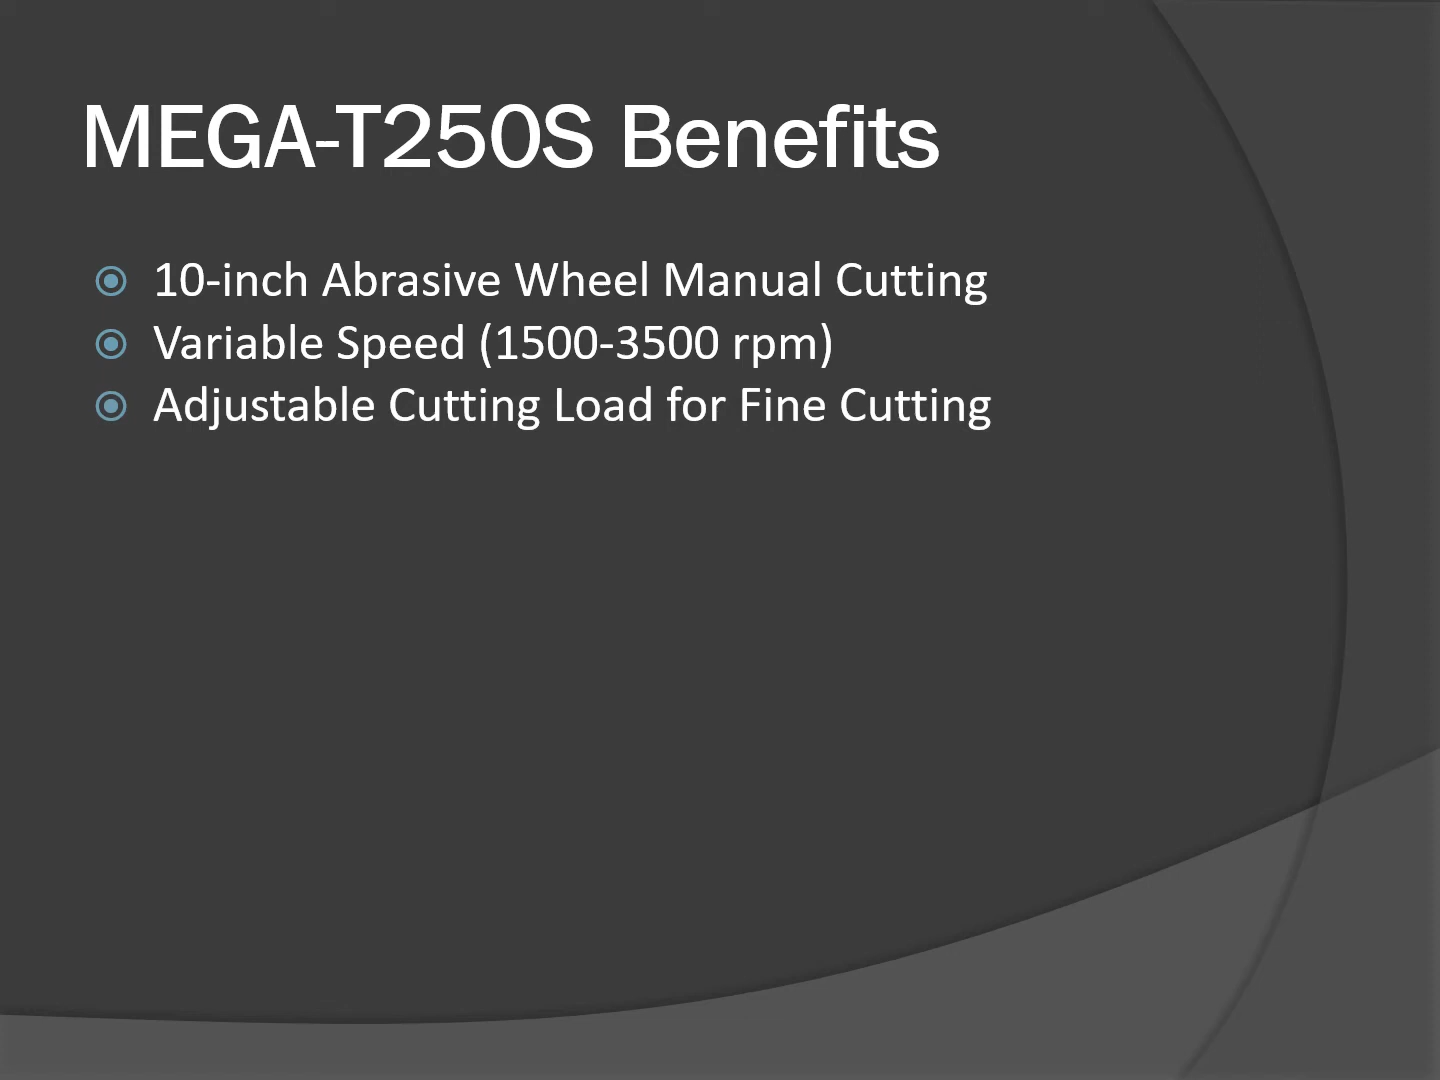 MEGA-T250S Benefits
10-inch Abrasive Wheel Manual Cutting
Variable Speed (1500-3500 rpm)
Adjustable Cutting Load for Fine Cutting